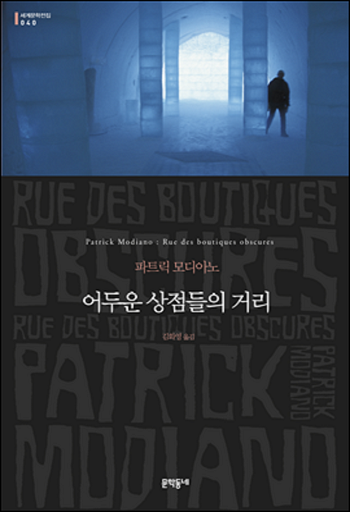 세계문학전집
040
RUE DES BOUTIQUES
OBSCURES
Patrick Modiano : Rue des boutiques obscures
파트릭 모디아노
어두운 상점들의 거리
RUE DES BOUTIQUES OBSCURES
김화영 옮김
PATRICK
PATRICK
MODIANO
MODIANO
문학동네